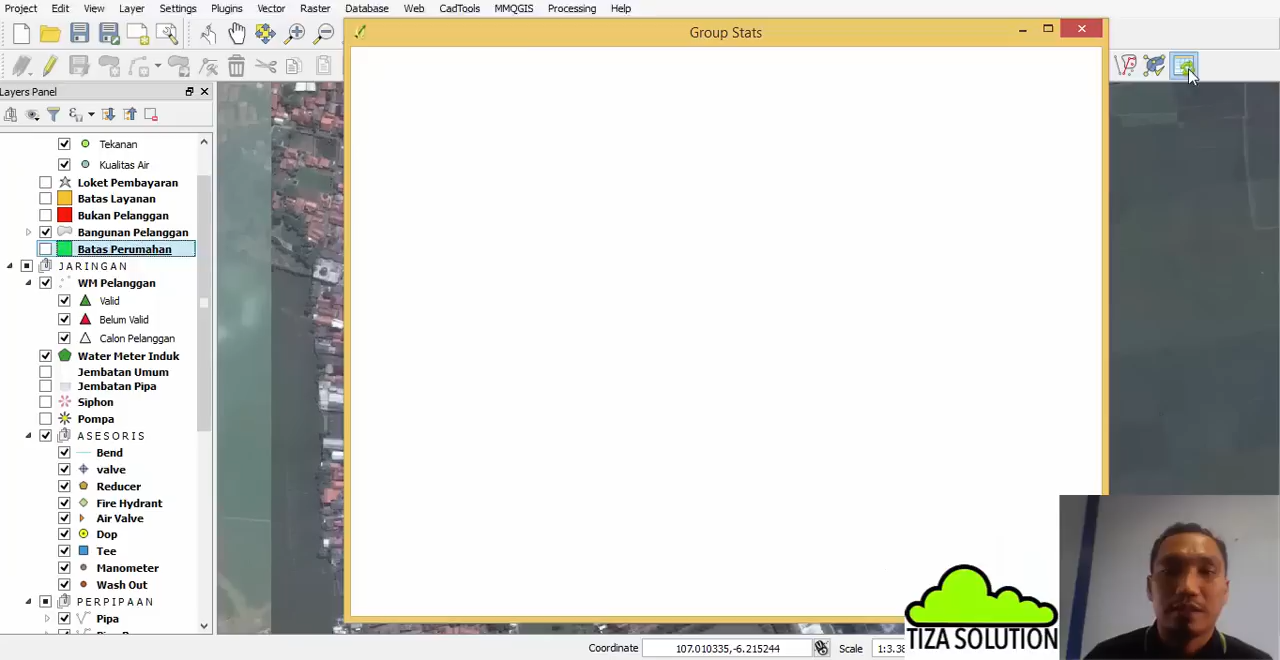 Project Edit View Layer Settings Plugins Vector Raster Database Web CadTools MMQGIS Processing Help
Group Stats
Layers Panel
Tekanan
Kualitas Air
Loket Pembayaran
Batas Layanan
Bukan Pelanggan
Bangunan Pelanggan
Batas Perumahan
JARINGAN
WM Pelanggan
Valid
Belum Valid
Calon Pelanggan
Water Meter Induk
Jembatan Umum
Jembatan Pipa
Siphon
Pompa
ASESORIS
Bend
valve
Reducer
Fire Hydrant
Air Valve
Dop
Tee
Manometer
Wash Out
PERPIPAAN
Pipa
Coordinate 107.010335,-6.215244 Scale
TIZA SOLUTION